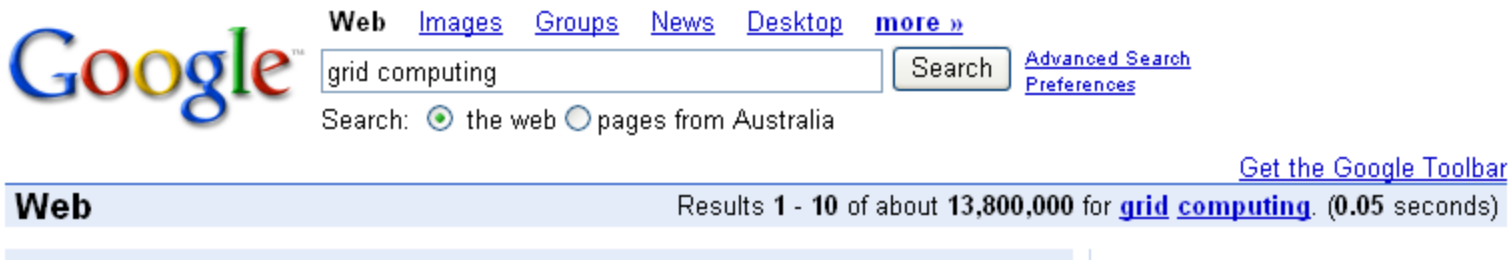 Web Images Groups News Desktop more »
Google™
grid computing Search Advanced Search
Preferences
Search: the web pages from Australia
Get the Google Toolbar
Web Results 1 - 10 of about 13,800,000 for grid computing. (0.05 seconds)